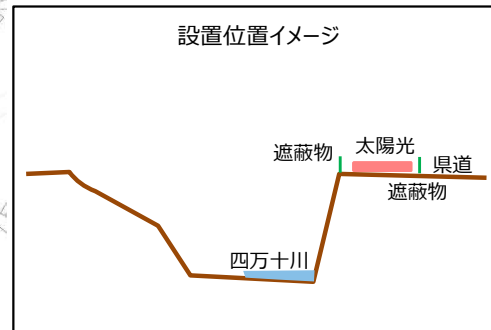 設置位置イメージ
太陽光
遮蔽物
県道
遮蔽物
四万十川